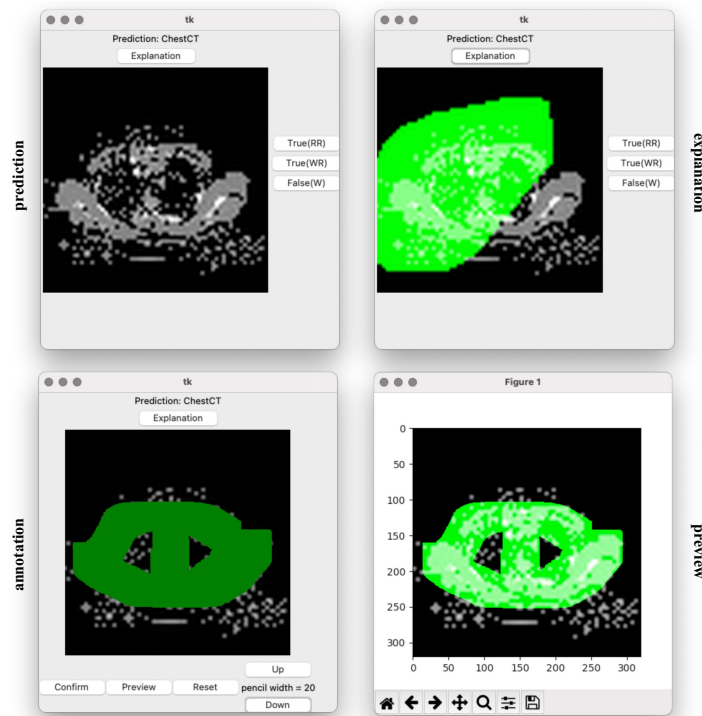 tk
Prediction: ChestCT
Explanation
True(RR)
True(WR)
False(W)
prediction
tk
Prediction: ChestCT
Explanation
True(RR)
True(WR)
False(W)
explanation
tk
Prediction: ChestCT
Explanation
Up
Confirm
Preview
Reset
pencil width = 20
Down
annotation
Figure 1
0
50
100
150
200
250
300
0 50 100 150 200 250 300
preview